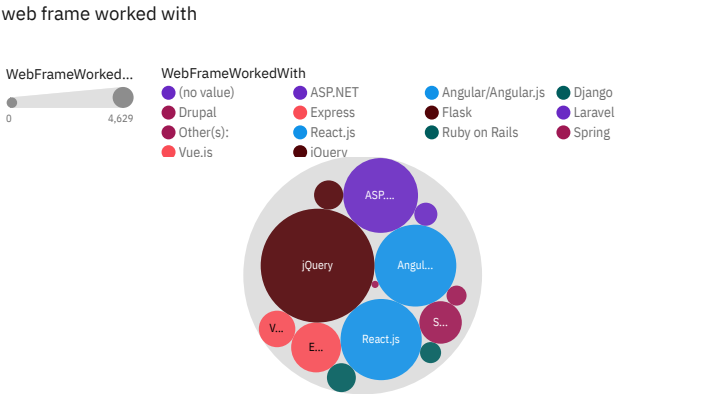 web frame worked with
WebFrameWorked...
0
4,629
WebFrameWorkedWith
(no value)
ASP.NET
Angular/Angular.js
Django
Drupal
Express
Flask
Laravel
Other(s):
React.js
Ruby on Rails
Spring
Vue.js
jQuery
ASP....
jQuery
Angul...
S...
V...
E...
React.js